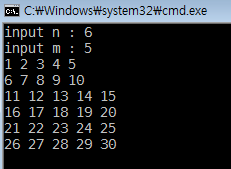 C:\Windows\system32\cmd.exe
input n : 6
input m : 5
1 2 3 4 5
6 7 8 9 10
11 12 13 14 15
16 17 18 19 20
21 22 23 24 25
26 27 28 29 30